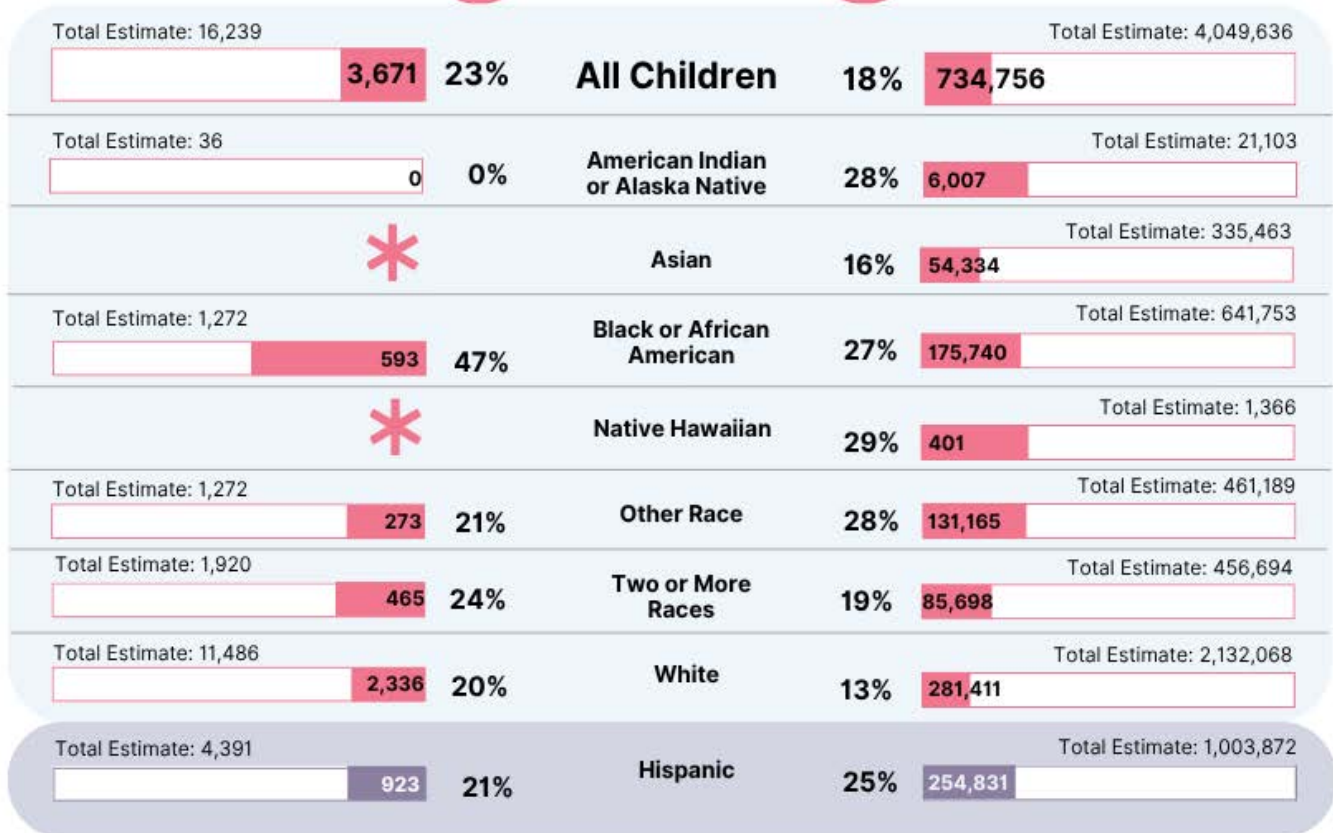 Total Estimate: 16,239
3,671 23% All Children 18% 734,756
Total Estimate: 4,049,636
Total Estimate: 36
0 0% American Indian
or Alaska Native 28% 6,007
Total Estimate: 21,103
* Asian 16% 54,334
Total Estimate: 335,463
Total Estimate: 1,272
593 47% Black or African
American 27% 175,740
Total Estimate: 641,753
* Native Hawaiian 29% 401
Total Estimate: 1,366
Total Estimate: 1,272
273 21% Other Race 28% 131,165
Total Estimate: 461,189
Total Estimate: 1,920
465 24% Two or More
Races 19% 85,698
Total Estimate: 456,694
Total Estimate: 11,486
2,336 20% White 13% 281,411
Total Estimate: 2,132,068
Total Estimate: 4,391
923 21% Hispanic 25% 254,831
Total Estimate: 1,003,872